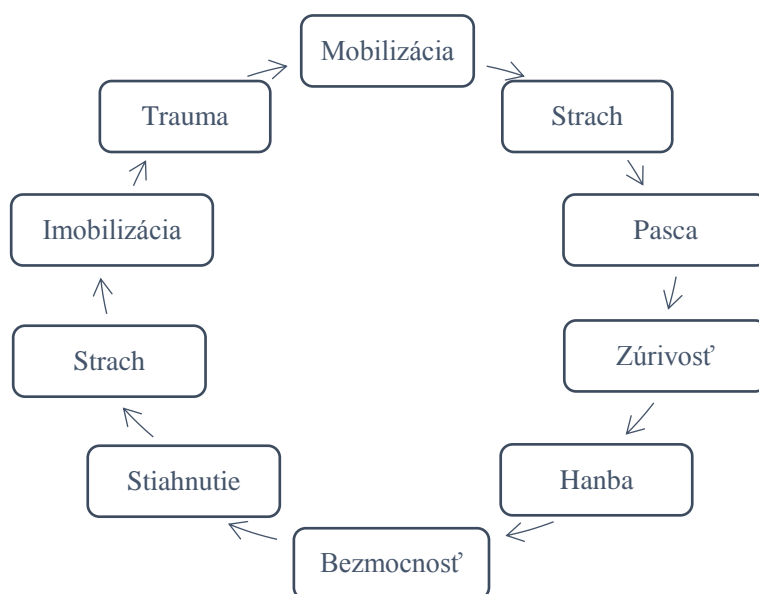 Mobilizácia
Strach
Pasca
Zúrivosť
Hanba
Bezmocnosť
Stiahnutie
Strach
Imobilizácia
Trauma